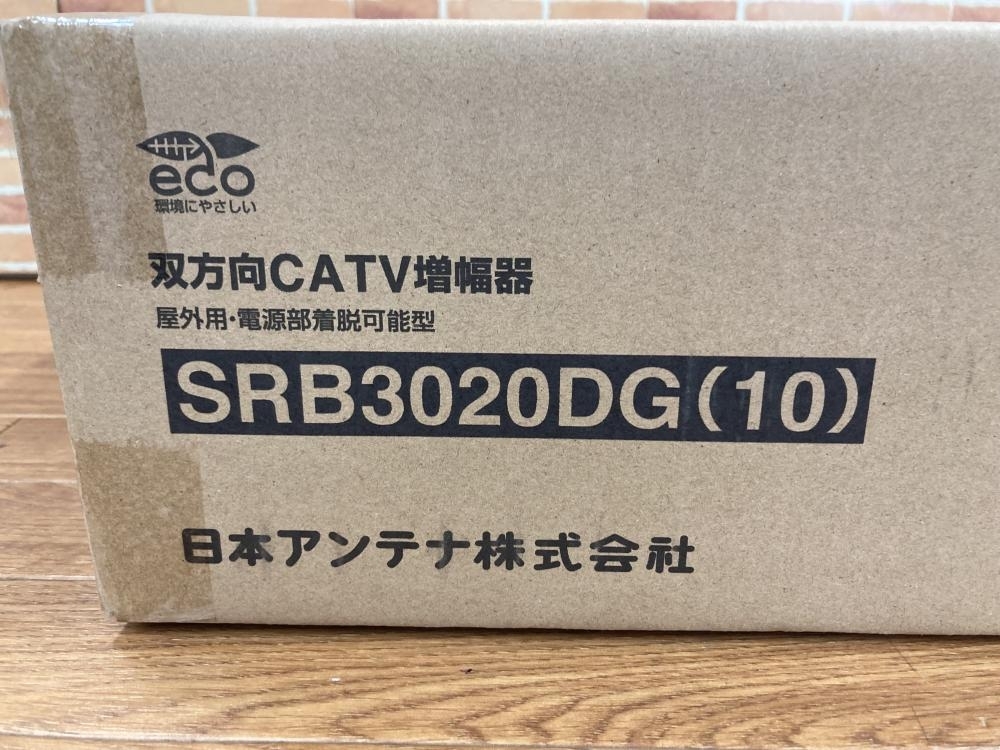 eco
環境にやさしい
双方向CATV増幅器
屋外用・電源部着脱可能型
SRB3020DG(10)
日本アンテナ株式会社